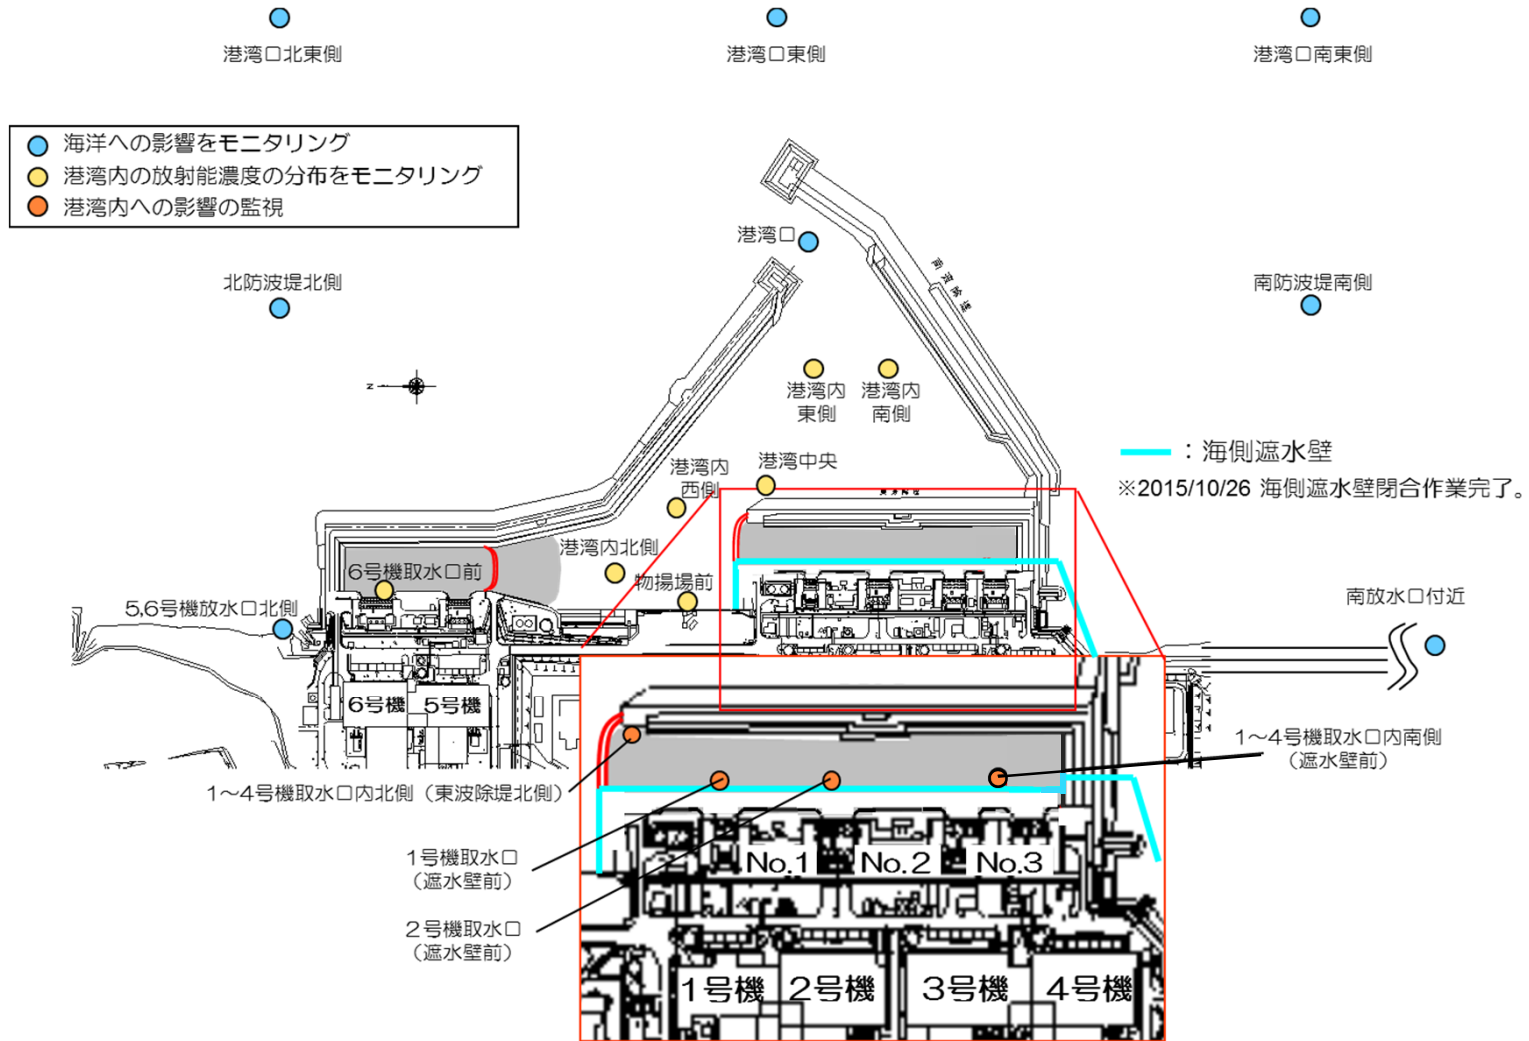 港湾口北東側
港湾口東側
港湾口南東側
海洋への影響をモニタリング
港湾内の放射能濃度の分布をモニタリング
港湾内への影響の監視
港湾口
北防波堤北側
南防波堤南側
南防波堤
z
港湾内
東側
港湾内
南側
：海側遮水壁
※2015/10/26 海側遮水壁閉合作業完了。
港湾中央
港湾内
西側
港湾内北側
物揚場前
6号機取水口前
5,6号機放水口北側
南放水口付近
6号機
5号機
1～4号機取水口内南側
（遮水壁前）
1～4号機取水口内北側（東波除堤北側）
1号機取水口
（遮水壁前）
2号機取水口
（遮水壁前）
No.1
No.2
No.3
1号機
2号機
3号機
4号機